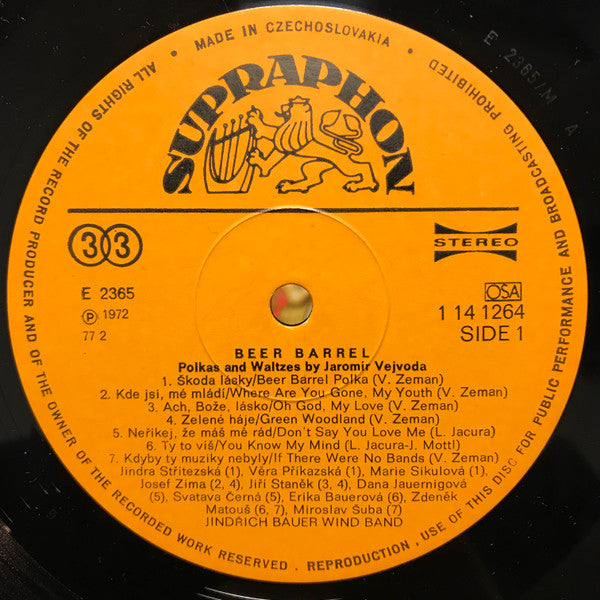 MADE IN CZECHOSLOVAKIA
ALL RIGHTS OF THE RECORD PRODUCER AND OF THE OWNER OF THE RECORDED WORK RESERVED . REPRODUCTION , USE OF THIS DISC FOR PUBLIC PERFORMANCE AND BROADCASTING PROHIBITED
E 2365/M A
SUPRAPHON
33
STEREO
E 2365
OSA
Ⓟ 1972
1 14 1264
77 2
SIDE 1
BEER BARREL
Polkas and Waltzes by Jaromír Vejvoda
1. Škoda lásky/Beer Barrel Polka (V. Zeman)
2. Kde jsi, mé mládí/Where Are You Gone, My Youth (V. Zeman)
3. Ach, Bože, lásko/Oh God, My Love (V. Zeman)
4. Zelené háje/Green Woodland (V. Zeman)
5. Neříkej, že máš mě rád/Don't Say You Love Me (L. Jacura)
6. Ty to víš/You Know My Mind (L. Jacura-J. Mottl)
7. Kdyby ty muziky nebyly/If There Were No Bands (V. Zeman)
Jindra Střítezská (1), Věra Příkazská (1), Marie Sikulová (1)
Josef Zíma (2, 4), Jiří Staněk (3, 4), Dana Jauernigová
(5), Svatava Černá (5), Erika Bauerová (6), Zdeněk
Matouš (6, 7), Miroslav Šuba (7)
JINDŘICH BAUER WIND BAND